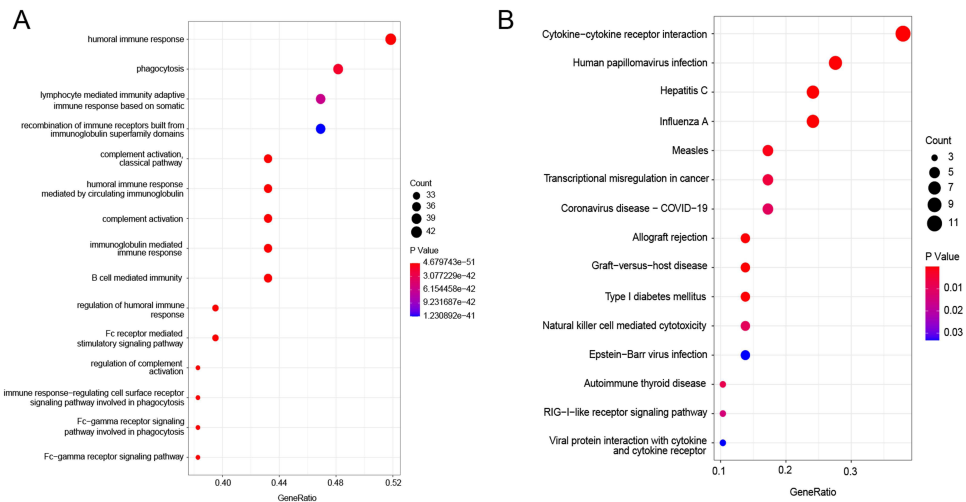 A
humoral immune response
phagocytosis
lymphocyte mediated immunity adaptive
immune response based on somatic
recombination of immune receptors built from
immunoglobulin superfamily domains
complement activation,
classical pathway
humoral immune response
mediated by circulating immunoglobulin
complement activation
immunoglobulin mediated
immune response
B cell mediated immunity
regulation of humoral immune
response
Fc receptor mediated
stimulatory signaling pathway
regulation of complement
activation
immune response-regulating cell surface receptor
signaling pathway involved in phagocytosis
Fc-gamma receptor signaling
pathway involved in phagocytosis
Fc-gamma receptor signaling pathway
0.40
0.44
0.48
0.52
GeneRatio
Count
33
36
39
42
P Value
4.679743e-51
3.077229e-42
6.154458e-42
9.231687e-42
1.230892e-41
B
Cytokine-cytokine receptor interaction
Human papillomavirus infection
Hepatitis C
Influenza A
Measles
Transcriptional misregulation in cancer
Coronavirus disease - COVID-19
Allograft rejection
Graft-versus-host disease
Type I diabetes mellitus
Natural killer cell mediated cytotoxicity
Epstein-Barr virus infection
Autoimmune thyroid disease
RIG-I-like receptor signaling pathway
Viral protein interaction with cytokine
and cytokine receptor
0.1
0.2
0.3
GeneRatio
Count
3
5
7
9
11
P Value
0.01
0.02
0.03